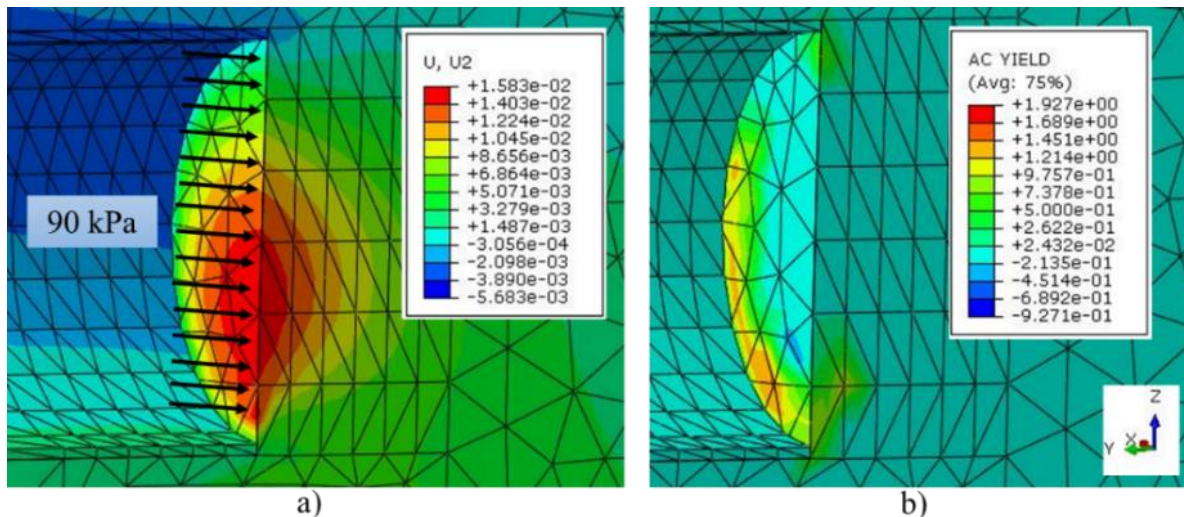 U, U2
+1.583e-02
+1.403e-02
+1.224e-02
+1.045e-02
+8.656e-03
+6.864e-03
+5.071e-03
+3.279e-03
+1.487e-03
-3.056e-04
-2.098e-03
-3.890e-03
-5.683e-03
90 kPa
a)
AC YIELD
(Avg: 75%)
+1.927e+00
+1.689e+00
+1.451e+00
+1.214e+00
+9.757e-01
+7.378e-01
+5.000e-01
+2.622e-01
+2.432e-02
-2.135e-01
-4.514e-01
-6.892e-01
-9.271e-01
Z
Y
X
b)